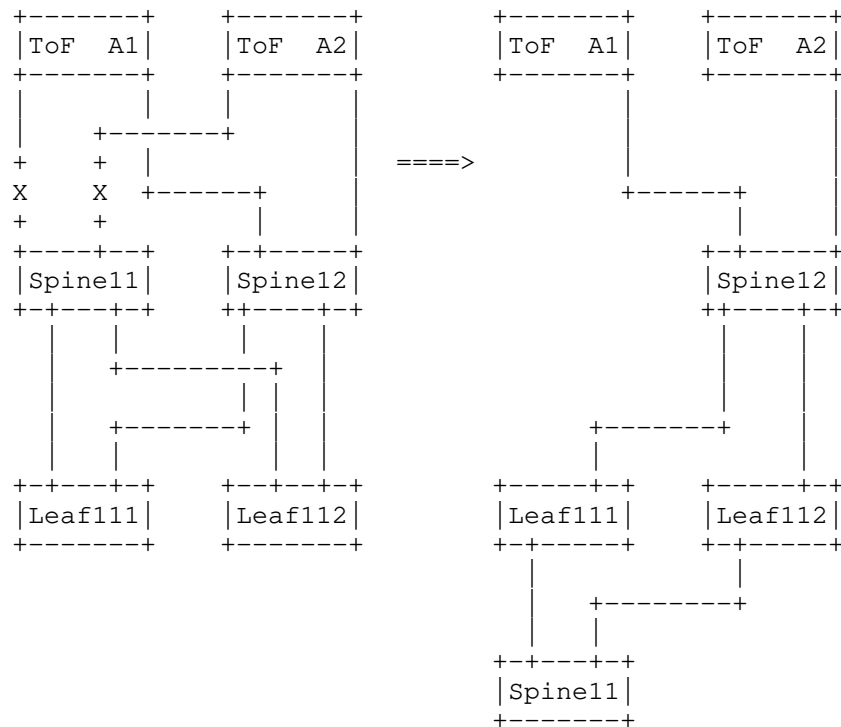 +-------+    +-------+        +-------+    +-------+
|ToF  A1|    |ToF  A2|        |ToF  A1|    |ToF  A2|
+-------+    +-------+        +-------+    +-------+
|       |    |       |                |            |
|    +-------+       |                |            |
+    +  |            |  ====>         |            |
X    X  +------+     |                +------+     |
+    +         |     |                       |     |
+----+--+    +-+-----+                     +-+-----+
|Spine11|    |Spine12|                     |Spine12|
+-+---+-+    ++----+-+                     ++----+-+
  |   |       |    |                        |    |
  |   +---------+  |                        |    |
  |           | |  |                        |    |
  |   +-------+ |  |                +-------+    |
  |   |         |  |                |            |
+-+---+-+    +--+--+-+        +-----+-+    +-----+-+
|Leaf111|    |Leaf112|        |Leaf111|    |Leaf112|
+-------+    +-------+        +-+-----+    +-+-----+
                                |            |
                                |   +--------+
                                |   |
                              +-+---+-+
                              |Spine11|
                              +-------+